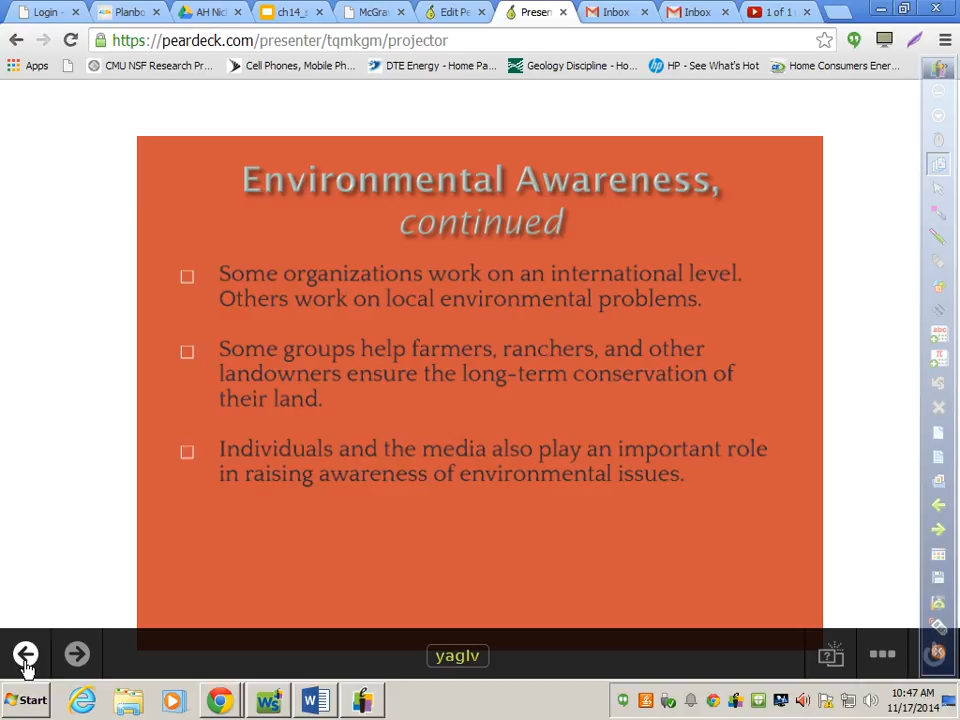 Login -
Planbo
AH Nic
ch14_s
McGra
Edit Pe
Presen
Inbox
Inbox
1 of 1
https://peardeck.com/presenter/tqmkgm/projector
Apps
CMU NSF Research Pr...
Cell Phones, Mobile Ph...
DTE Energy - Home Pa...
Geology Discipline - Ho...
HP - See What's Hot
Home Consumers Ener...
Environmental Awareness,
continued
Some organizations work on an international level.
Others work on local environmental problems.
Some groups help farmers, ranchers, and other
landowners ensure the long-term conservation of
their land.
Individuals and the media also play an important role
in raising awareness of environmental issues.
abc
π
yaglv
Start
10:47 AM
11/17/2014